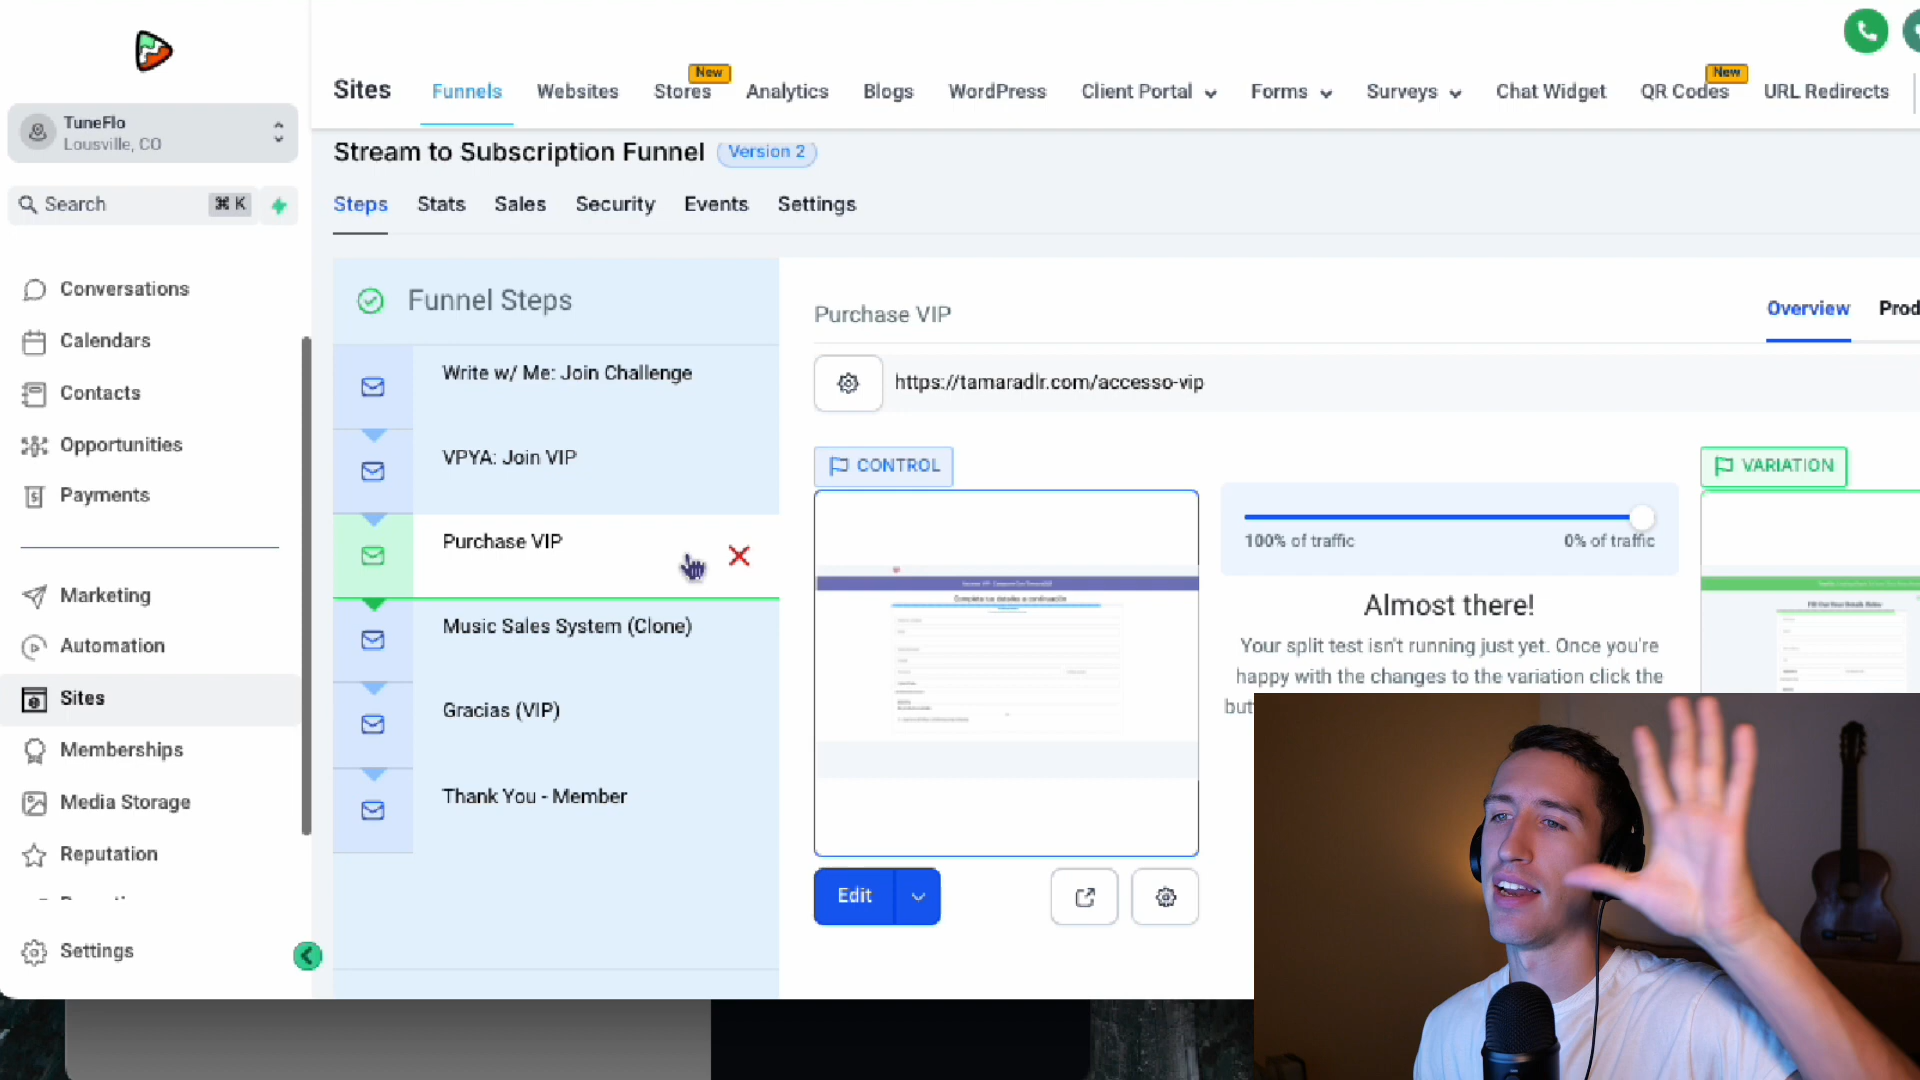 TuneFlo
Lousville, CO
Search
⌘ K
Conversations
Calendars
Contacts
Opportunities
Payments
Marketing
Automation
Sites
Memberships
Media Storage
Reputation
Settings
Sites
Funnels
Websites
Stores
New
Analytics
Blogs
WordPress
Client Portal
Forms
Surveys
Chat Widget
QR Codes
New
URL Redirects
Stream to Subscription Funnel
Version 2
Steps
Stats
Sales
Security
Events
Settings
Funnel Steps
Write w/ Me: Join Challenge
VPYA: Join VIP
Purchase VIP
Music Sales System (Clone)
Gracias (VIP)
Thank You - Member
Purchase VIP
Overview
Prod
https://tamaradlr.com/accesso-vip
CONTROL
Completa tus detalles a continuación
Edit
100% of traffic
0% of traffic
Almost there!
Your split test isn't running just yet. Once you're
happy with the changes to the variation click the
but
VARIATION